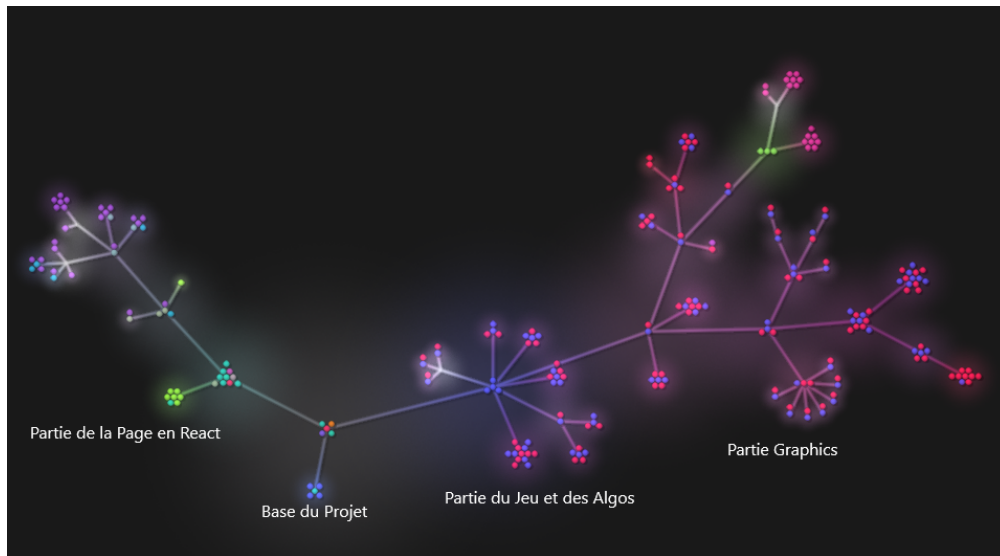 Partie de la Page en React
Base du Projet
Partie du Jeu et des Algos
Partie Graphics